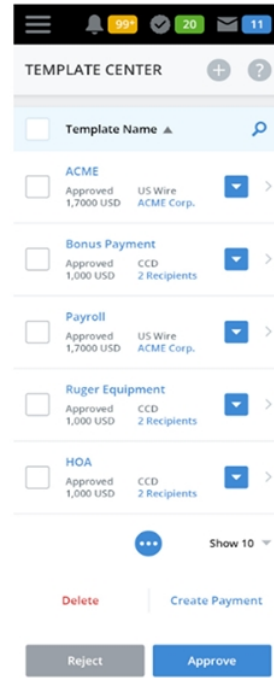 99+ 20 11
TEMPLATE CENTER + ?
Template Name ▲
ACME
Approved US Wire
1,7000 USD ACME Corp.
Bonus Payment
Approved CCD
1,000 USD 2 Recipients
Payroll
Approved US Wire
1,7000 USD ACME Corp.
Ruger Equipment
Approved CCD
1,000 USD 2 Recipients
HOA
Approved CCD
1,000 USD 2 Recipients
Show 10
Delete Create Payment
Reject Approve